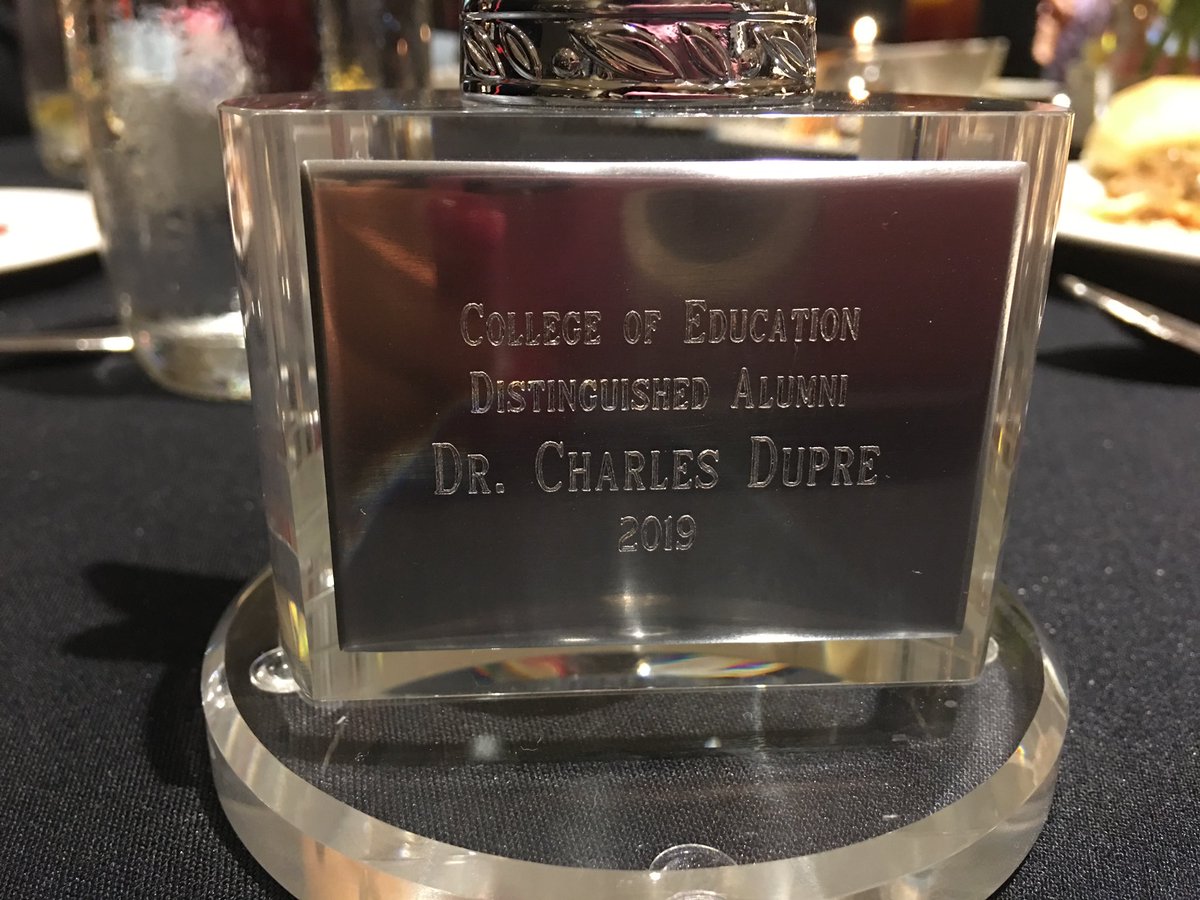 College of Education
Distinguished Alumni
Dr. Charles Dupre
2019